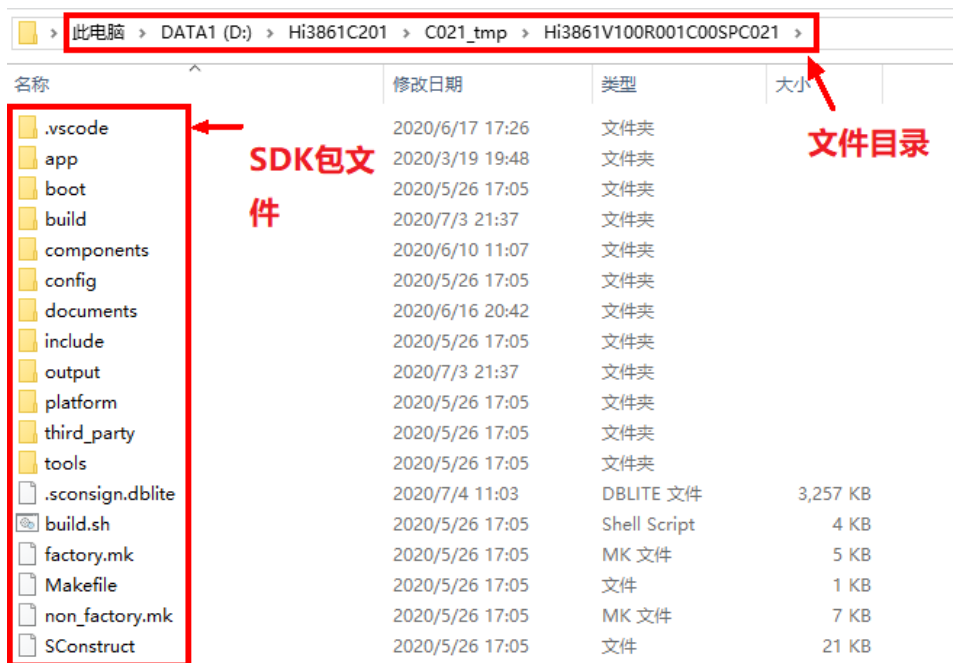 此电脑 > DATA1 (D:) > Hi3861C201 > C021_tmp > Hi3861V100R001C00SPC021 >
名称 修改日期 类型 大小
文件目录
SDK包文
件
.vscode 2020/6/17 17:26 文件夹
app 2020/3/19 19:48 文件夹
boot 2020/5/26 17:05 文件夹
build 2020/7/3 21:37 文件夹
components 2020/6/10 11:07 文件夹
config 2020/5/26 17:05 文件夹
documents 2020/6/16 20:42 文件夹
include 2020/5/26 17:05 文件夹
output 2020/7/3 21:37 文件夹
platform 2020/5/26 17:05 文件夹
third_party 2020/5/26 17:05 文件夹
tools 2020/5/26 17:05 文件夹
.sconsign.dblite 2020/7/4 11:03 DBLITE 文件 3,257 KB
build.sh 2020/5/26 17:05 Shell Script 4 KB
factory.mk 2020/5/26 17:05 MK 文件 5 KB
Makefile 2020/5/26 17:05 文件 1 KB
non_factory.mk 2020/5/26 17:05 MK 文件 7 KB
SConstruct 2020/5/26 17:05 文件 21 KB